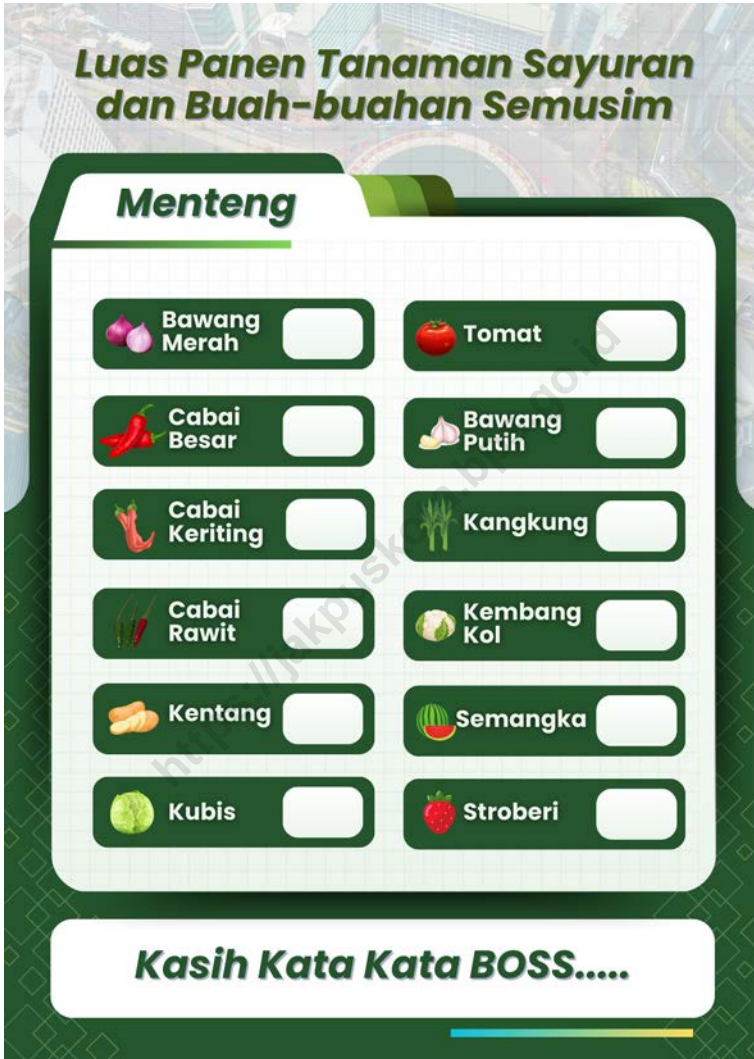 Luas Panen Tanaman Sayuran
dan Buah-buahan Semusim
Menteng
Bawang
Merah
Tomat
Cabai
Besar
Bawang
Putih
Cabai
Keriting
Kangkung
Cabai
Rawit
Kembang
Kol
Kentang
Semangka
Kubis
Stroberi
Kasih Kata Kata BOSS.....